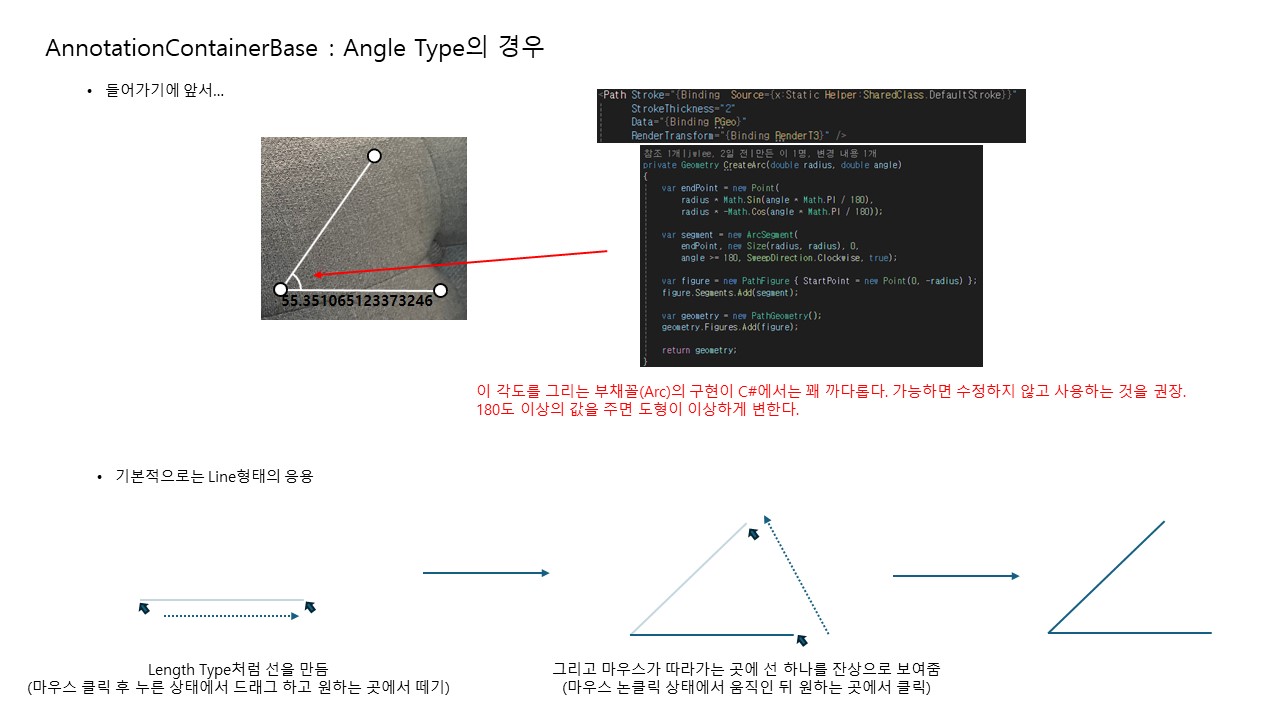 AnnotationContainerBase : Angle Type의 경우
• 들어가기에 앞서…
<Path Stroke="{Binding Source={x:Static Helper:SharedClass.DefaultStroke}}"
StrokeThickness="2"
Data="{Binding PGeo}"
RenderTransform="{Binding RenderT3}" />
참조 1개 | jwlee, 2일 전 | 만든 이 1명, 변경 내용 1개
private Geometry CreateArc(double radius, double angle)
{
var endPoint = new Point(
radius * Math.Sin(angle * Math.PI / 180),
radius * -Math.Cos(angle * Math.PI / 180));
var segment = new ArcSegment(
endPoint, new Size(radius, radius), 0,
angle >= 180, SweepDirection.Clockwise, true);
var figure = new PathFigure { StartPoint = new Point(0, -radius) };
figure.Segments.Add(segment);
var geometry = new PathGeometry();
geometry.Figures.Add(figure);
return geometry;
}
55.351065123373246
이 각도를 그리는 부채꼴(Arc)의 구현이 C#에서는 꽤 까다롭다. 가능하면 수정하지 않고 사용하는 것을 권장.
180도 이상의 값을 주면 도형이 이상하게 변한다.
• 기본적으로는 Line형태의 응용
Length Type처럼 선을 만듬
(마우스 클릭 후 누른 상태에서 드래그 하고 원하는 곳에서 떼기)
그리고 마우스가 따라가는 곳에 선 하나를 잔상으로 보여줌
(마우스 논클릭 상태에서 움직인 뒤 원하는 곳에서 클릭)